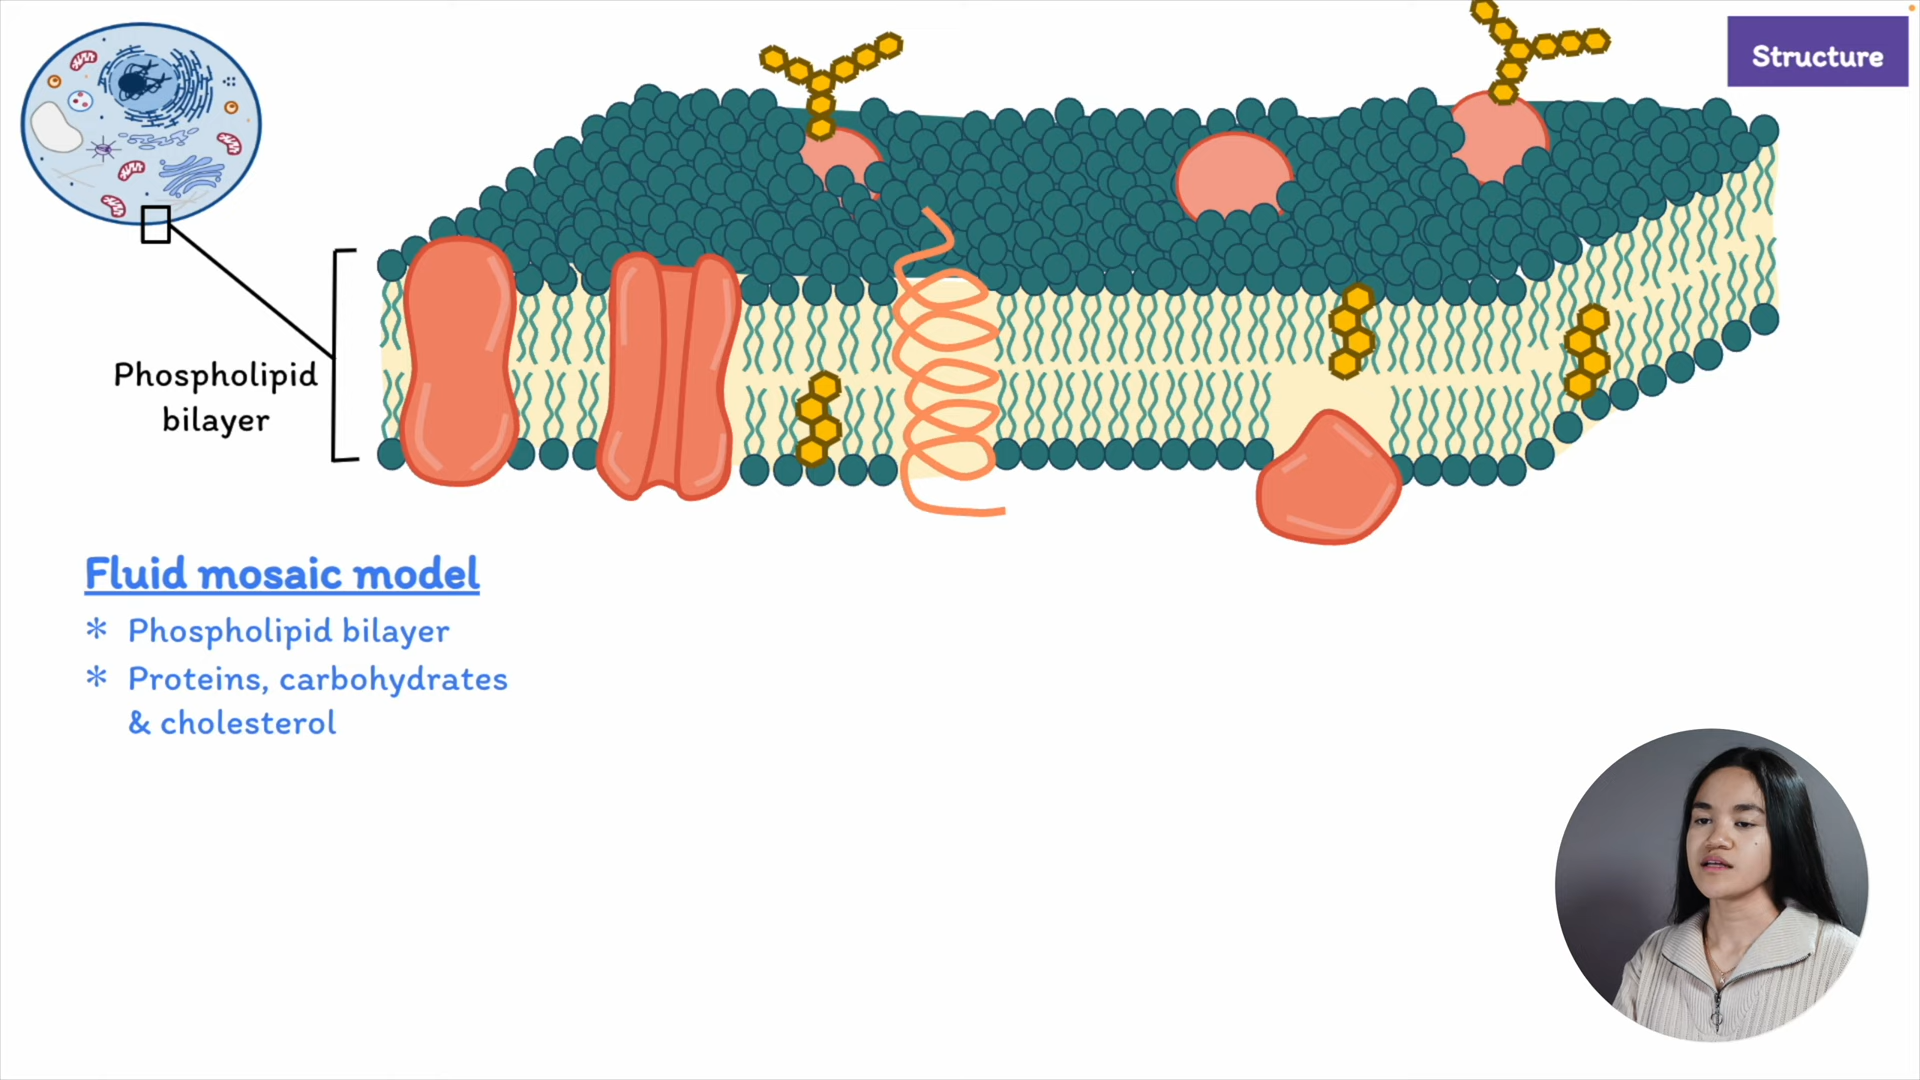 Structure
Phospholipid
bilayer
Fluid mosaic model
* Phospholipid bilayer
* Proteins, carbohydrates
& cholesterol